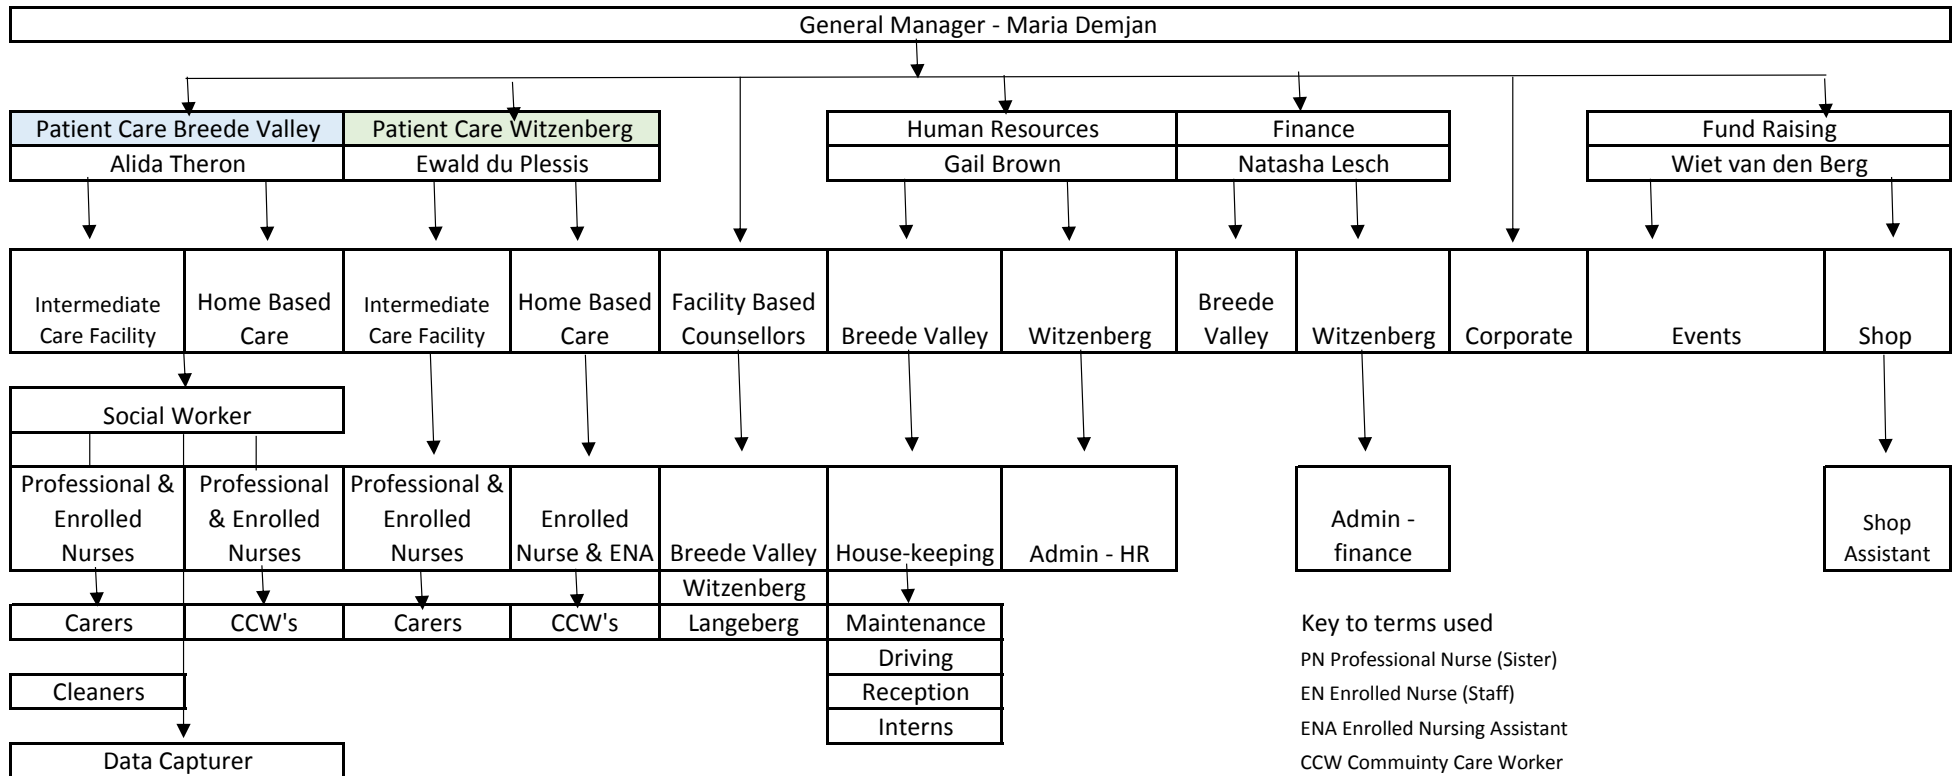 General Manager - Maria Demjan
Patient Care Breede Valley
Patient Care Witzenberg
Human Resources
Finance
Fund Raising
Alida Theron
Ewald du Plessis
Gail Brown
Natasha Lesch
Wiet van den Berg
Intermediate
Care Facility
Home Based
Care
Intermediate
Care Facility
Home Based
Care
Facility Based
Counsellors
Breede Valley
Witzenberg
Breede
Valley
Witzenberg
Corporate
Events
Shop
Social Worker
Professional &
Enrolled
Nurses
Professional
& Enrolled
Nurses
Professional &
Enrolled
Nurses
Enrolled
Nurse & ENA
Breede Valley
House-keeping
Admin - HR
Admin -
finance
Shop
Assistant
Witzenberg
Carers
CCW's
Carers
CCW's
Langeberg
Maintenance
Driving
Cleaners
Reception
Interns
Data Capturer
Key to terms used
PN Professional Nurse (Sister)
EN Enrolled Nurse (Staff)
ENA Enrolled Nursing Assistant
CCW Commuinty Care Worker